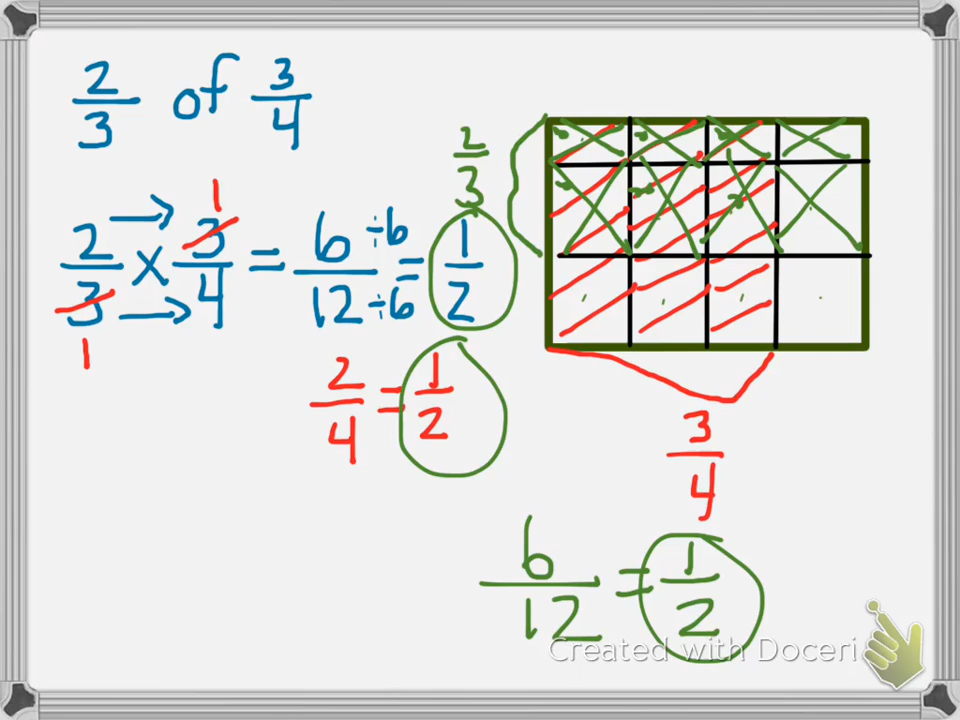 2/3 of 3/4
2/3
2/3 x 3/4 = 6/12 ÷6/÷6 = 1/2
1 1
2/4 = 1/2
3/4
6/12 = 1/2
Created with Doceri